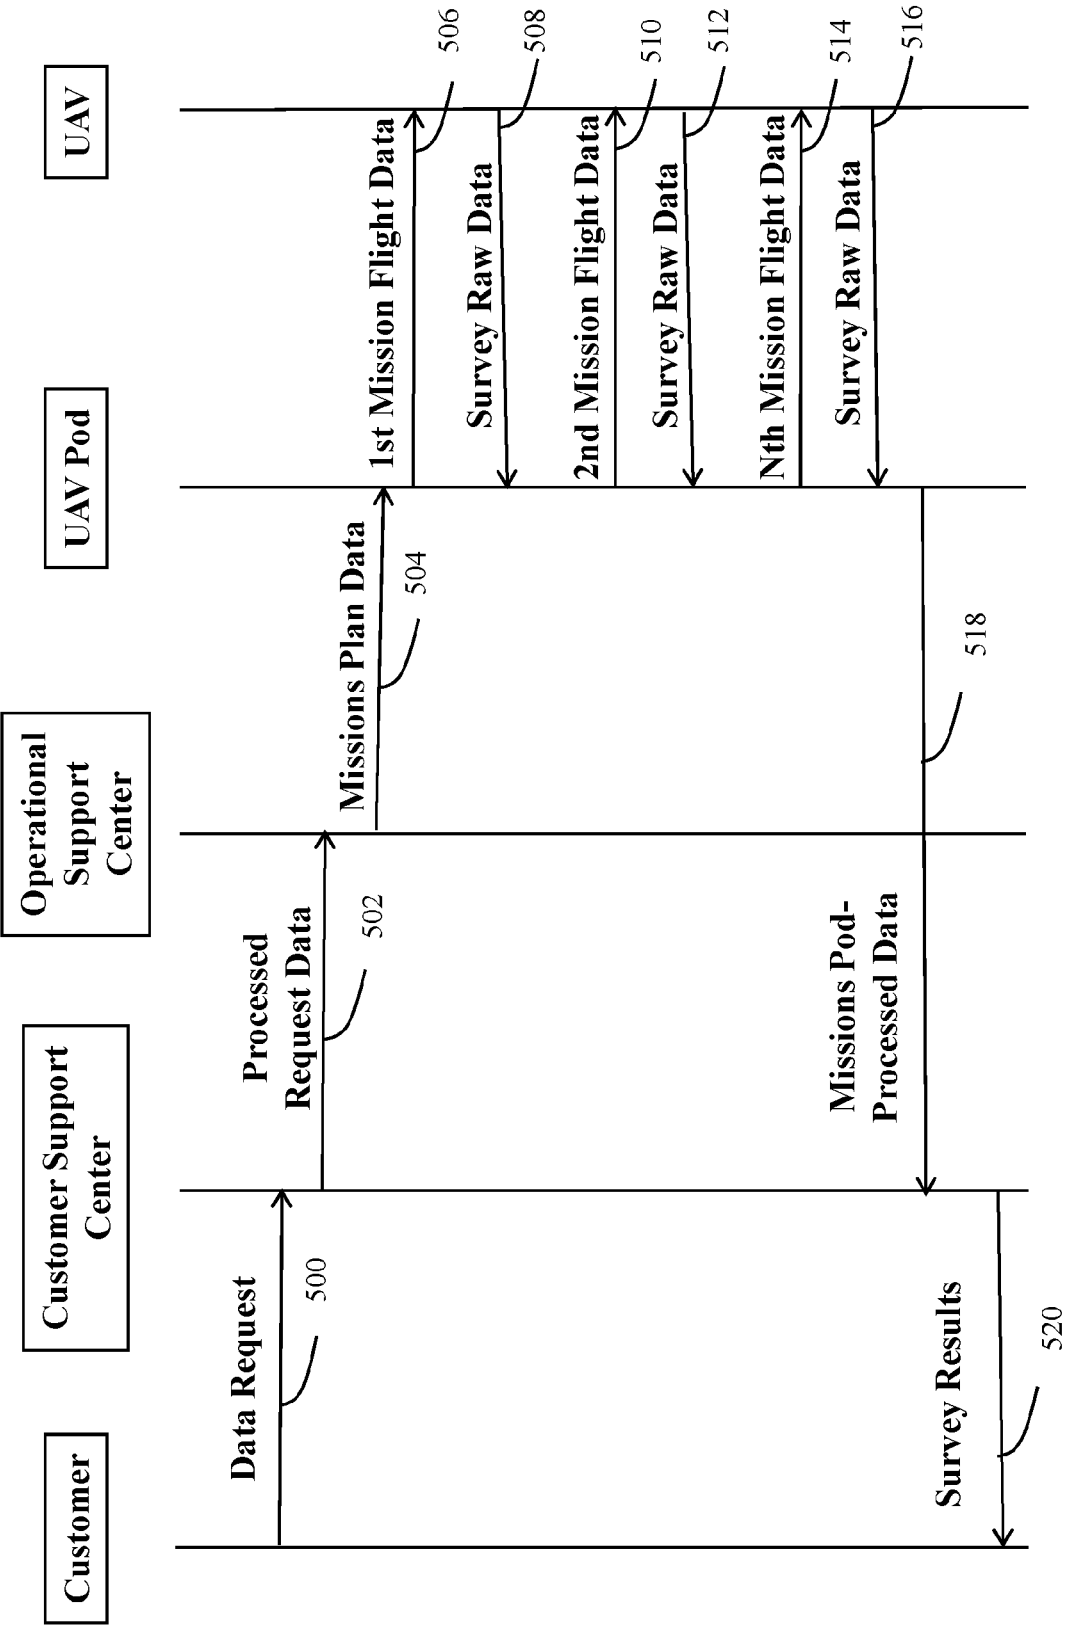 Customer
Customer Support
Center
Operational
Support
Center
UAV Pod
UAV
Data Request
500
Processed
Request Data
502
Missions Plan Data
504
1st Mission Flight Data
506
Survey Raw Data
508
2nd Mission Flight Data
510
Survey Raw Data
512
Nth Mission Flight Data
514
Survey Raw Data
516
Missions Pod-
Processed Data
518
Survey Results
520